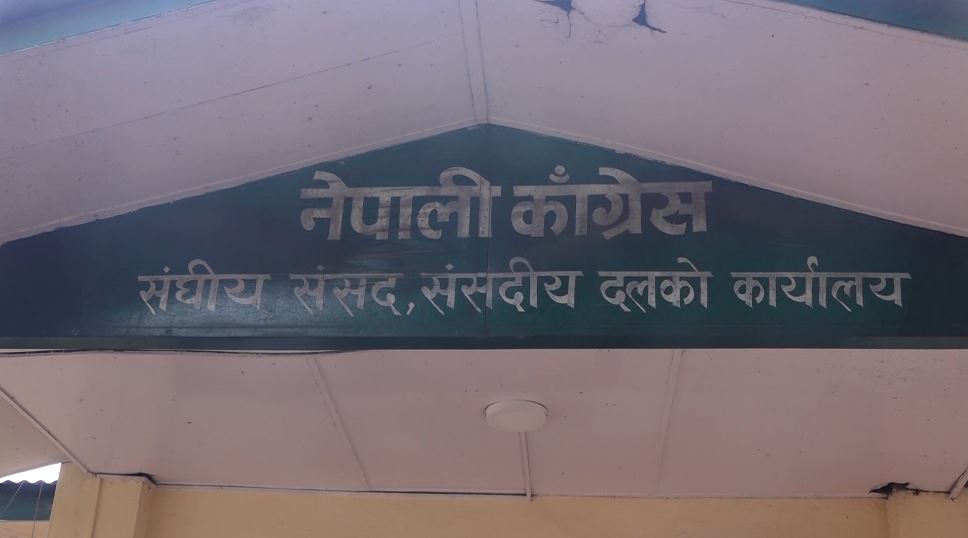 नेपाली काँग्रेस
संघीय संसद, संसदीय दलको कार्यालय